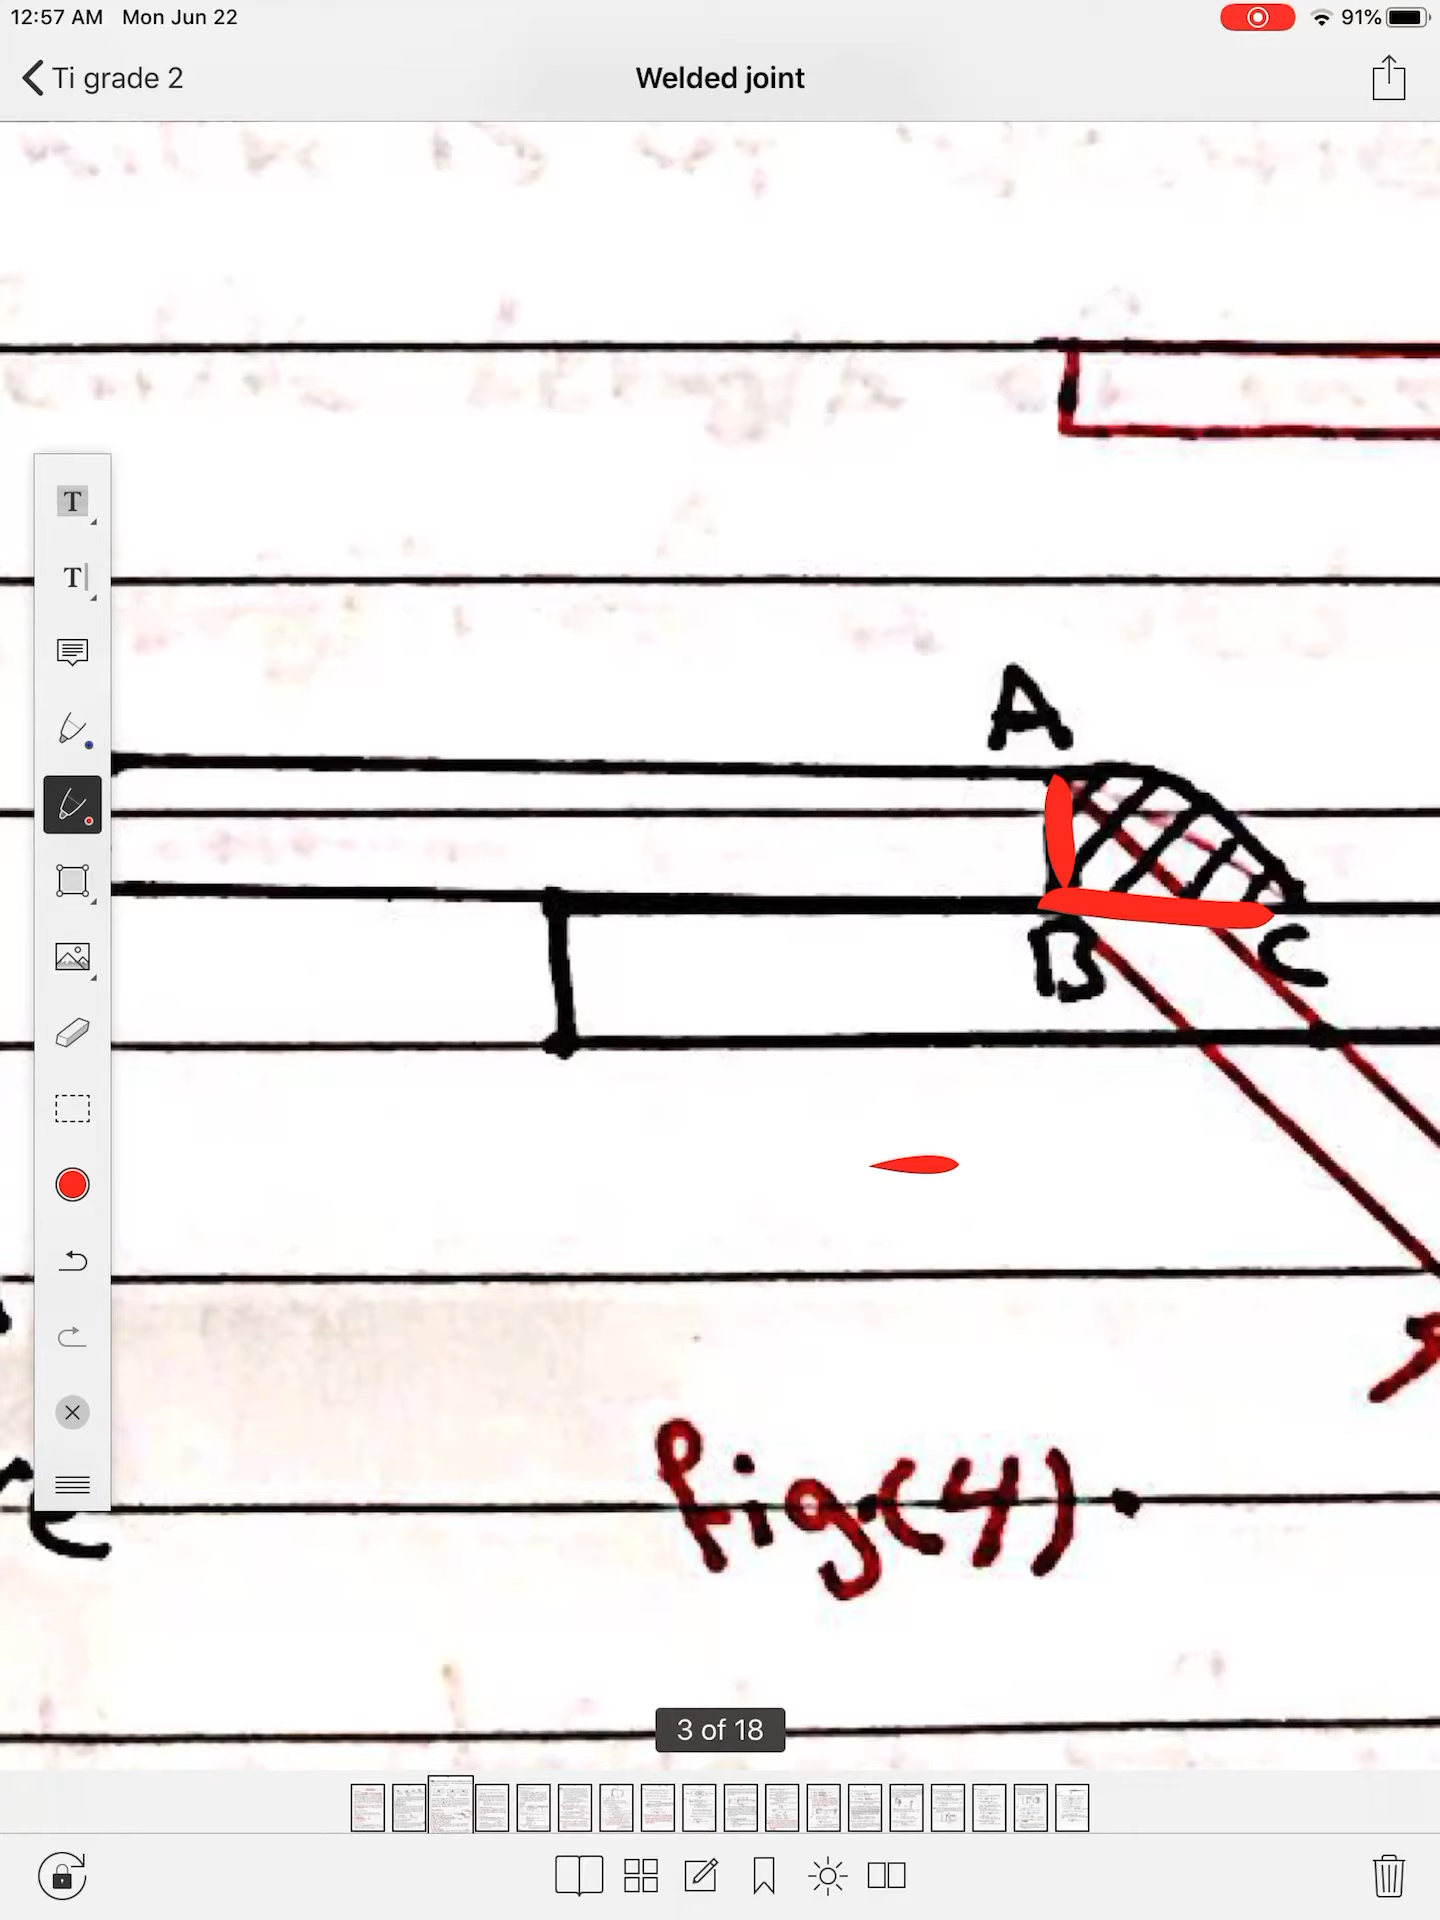 12:57 AM Mon Jun 22
91%
Ti grade 2
Welded joint
T
T
A
B
C
fig(4).
3 of 18